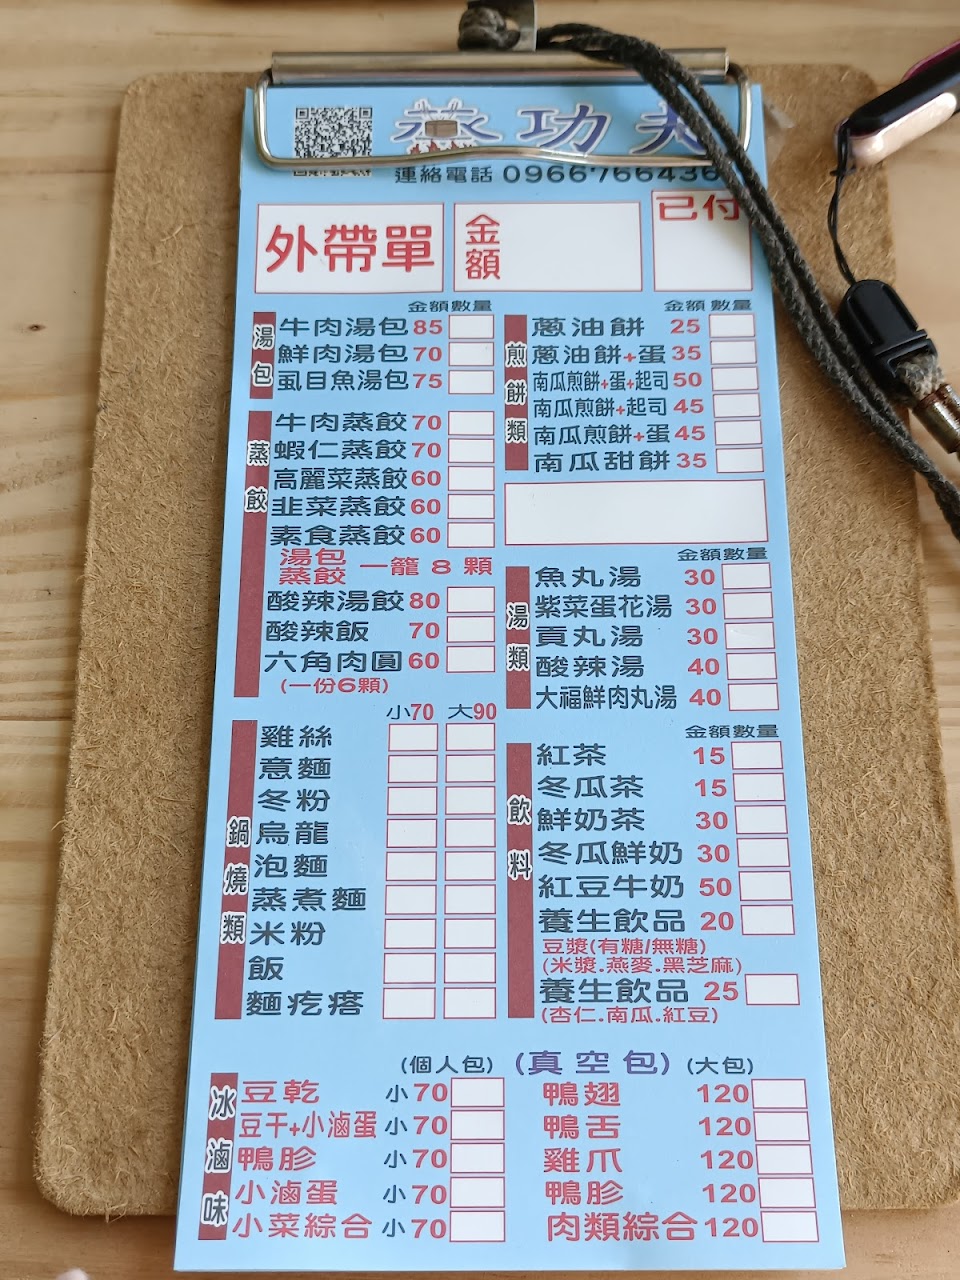 蒸功夫
連絡電話 0966766436
外帶單
金額
已付
金額數量
湯包
牛肉湯包 85
鮮肉湯包 70
虱目魚湯包 75
蒸餃
牛肉蒸餃 70
蝦仁蒸餃 70
高麗菜蒸餃 60
韭菜蒸餃 60
素食蒸餃 60
湯包
蒸餃 一籠 8 顆
酸辣湯餃 80
酸辣飯 70
六角肉圓 60
(一份6顆)
小70 大90
鍋燒類
雞絲
意麵
冬粉
烏龍
泡麵
蒸煮麵
米粉
飯
麵疙瘩
金額數量
煎餅類
蔥油餅 25
蔥油餅+蛋 35
南瓜煎餅+蛋+起司 50
南瓜煎餅+起司 45
南瓜煎餅+蛋 45
南瓜甜餅 35
金額數量
湯類
魚丸湯 30
紫菜蛋花湯 30
貢丸湯 30
酸辣湯 40
大福鮮肉丸湯 40
金額數量
飲料
紅茶 15
冬瓜茶 15
鮮奶茶 30
冬瓜鮮奶 30
紅豆牛奶 50
養生飲品 20
豆漿(有糖/無糖)
(米漿.燕麥.黑芝麻)
養生飲品 25
(杏仁.南瓜.紅豆)
(個人包) (真空包) (大包)
冰滷味
豆乾 小70
豆干+小滷蛋 小70
鴨胗 小70
小滷蛋 小70
小菜綜合 小70
鴨翅 120
鴨舌 120
雞爪 120
鴨胗 120
肉類綜合 120